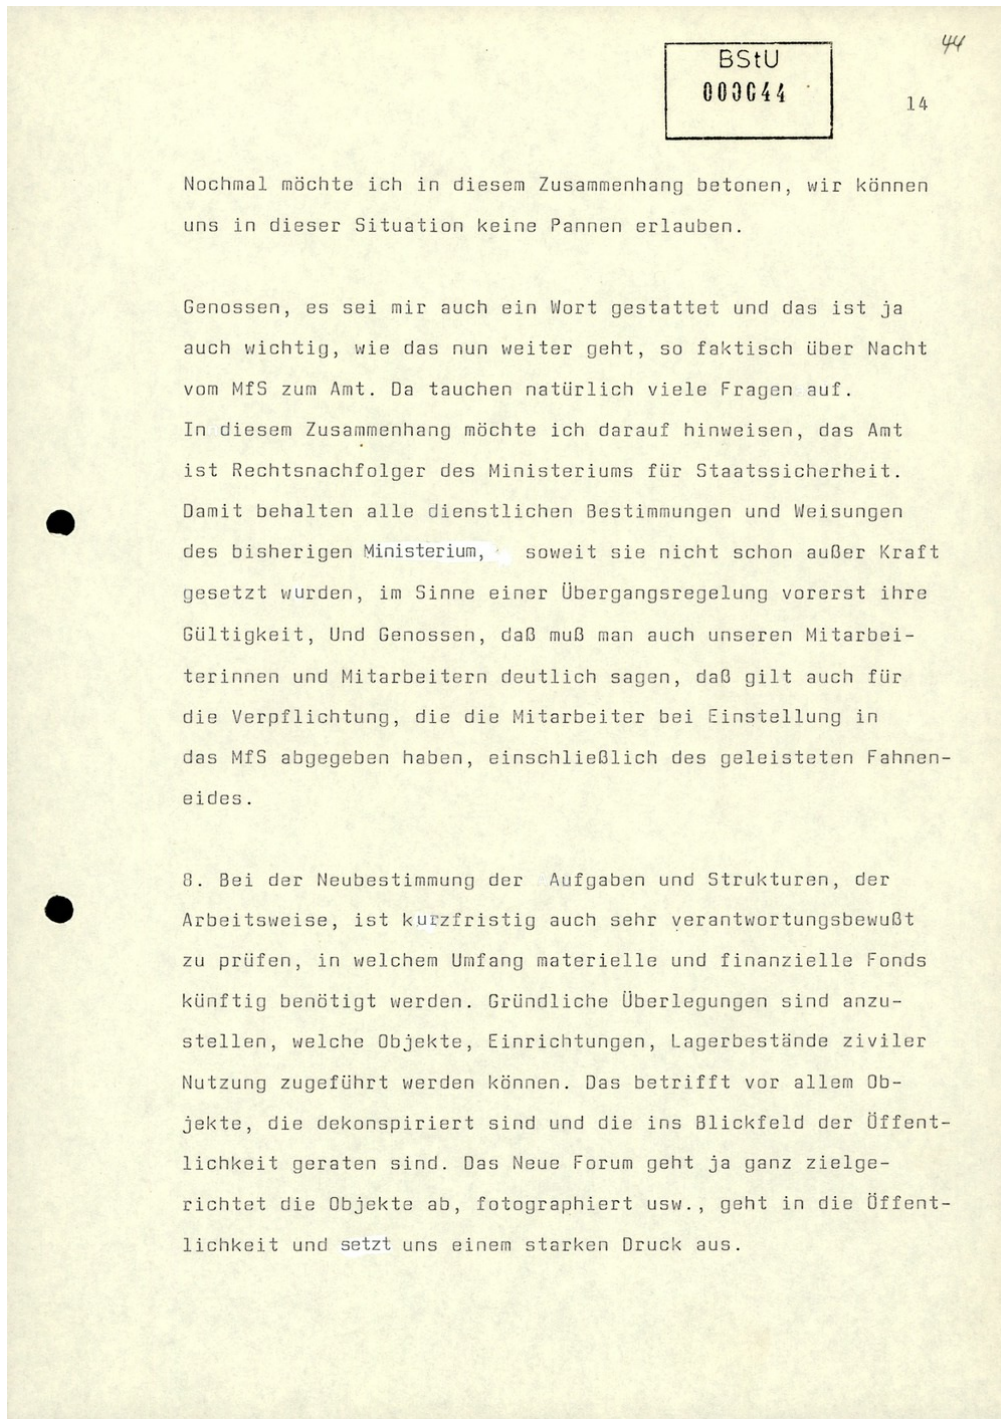 44
BStU
000044
14
Nochmal möchte ich in diesem Zusammenhang betonen, wir können
uns in dieser Situation keine Pannen erlauben.
Genossen, es sei mir auch ein Wort gestattet und das ist ja
auch wichtig, wie das nun weiter geht, so faktisch über Nacht
vom MfS zum Amt. Da tauchen natürlich viele Fragen auf.
In diesem Zusammenhang möchte ich darauf hinweisen, das Amt
ist Rechtsnachfolger des Ministeriums für Staatssicherheit.
Damit behalten alle dienstlichen Bestimmungen und Weisungen
des bisherigen Ministerium, soweit sie nicht schon außer Kraft
gesetzt wurden, im Sinne einer Übergangsregelung vorerst ihre
Gültigkeit, Und Genossen, daß muß man auch unseren Mitarbei-
terinnen und Mitarbeitern deutlich sagen, daß gilt auch für
die Verpflichtung, die die Mitarbeiter bei Einstellung in
das MfS abgegeben haben, einschließlich des geleisteten Fahnen-
eides.
8. Bei der Neubestimmung der Aufgaben und Strukturen, der
Arbeitsweise, ist kurzfristig auch sehr verantwortungsbewußt
zu prüfen, in welchem Umfang materielle und finanzielle Fonds
künftig benötigt werden. Gründliche Überlegungen sind anzu-
stellen, welche Objekte, Einrichtungen, Lagerbestände ziviler
Nutzung zugeführt werden können. Das betrifft vor allem Ob-
jekte, die dekonspiriert sind und die ins Blickfeld der Öffent-
lichkeit geraten sind. Das Neue Forum geht ja ganz zielge-
richtet die Objekte ab, fotographiert usw., geht in die Öffent-
lichkeit und setzt uns einem starken Druck aus.